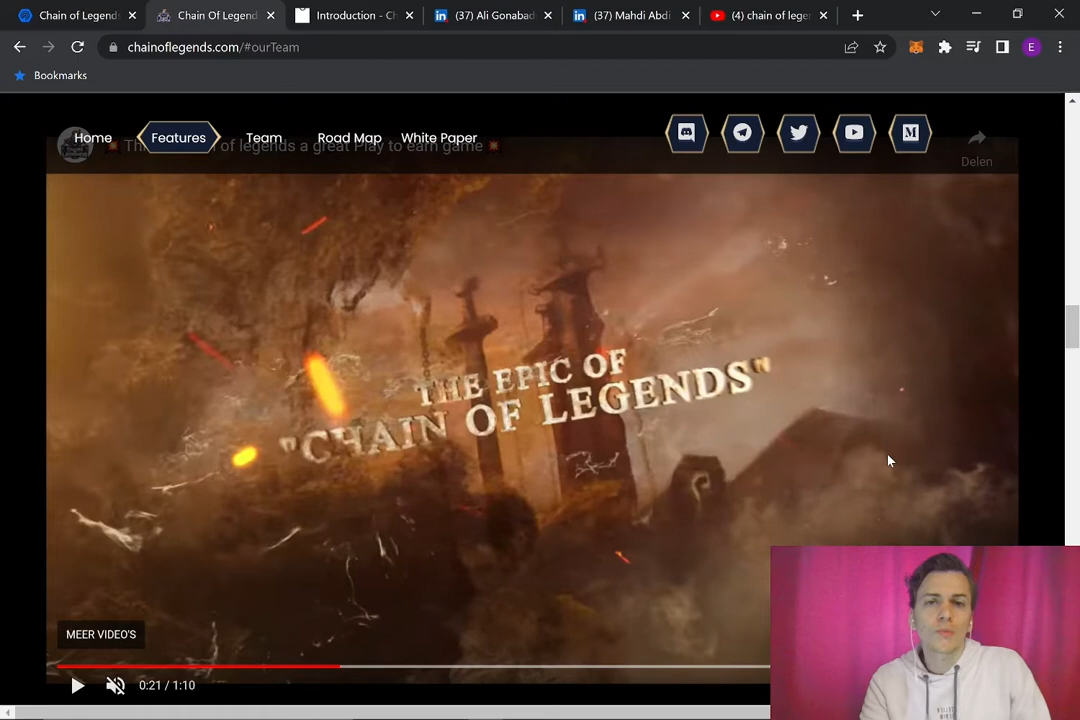 Chain of Legends
Chain Of Legend
Introduction - Ch
(37) Ali Gonabad
(37) Mahdi Abdi
(4) chain of lege
chainoflegends.com/#ourTeam
E
Bookmarks
Home
Features
Team
Road Map
White Paper
of legends a great Play to earn game
Delen
THE EPIC OF
"CHAIN OF LEGENDS"
MEER VIDEO'S
0:21 / 1:10